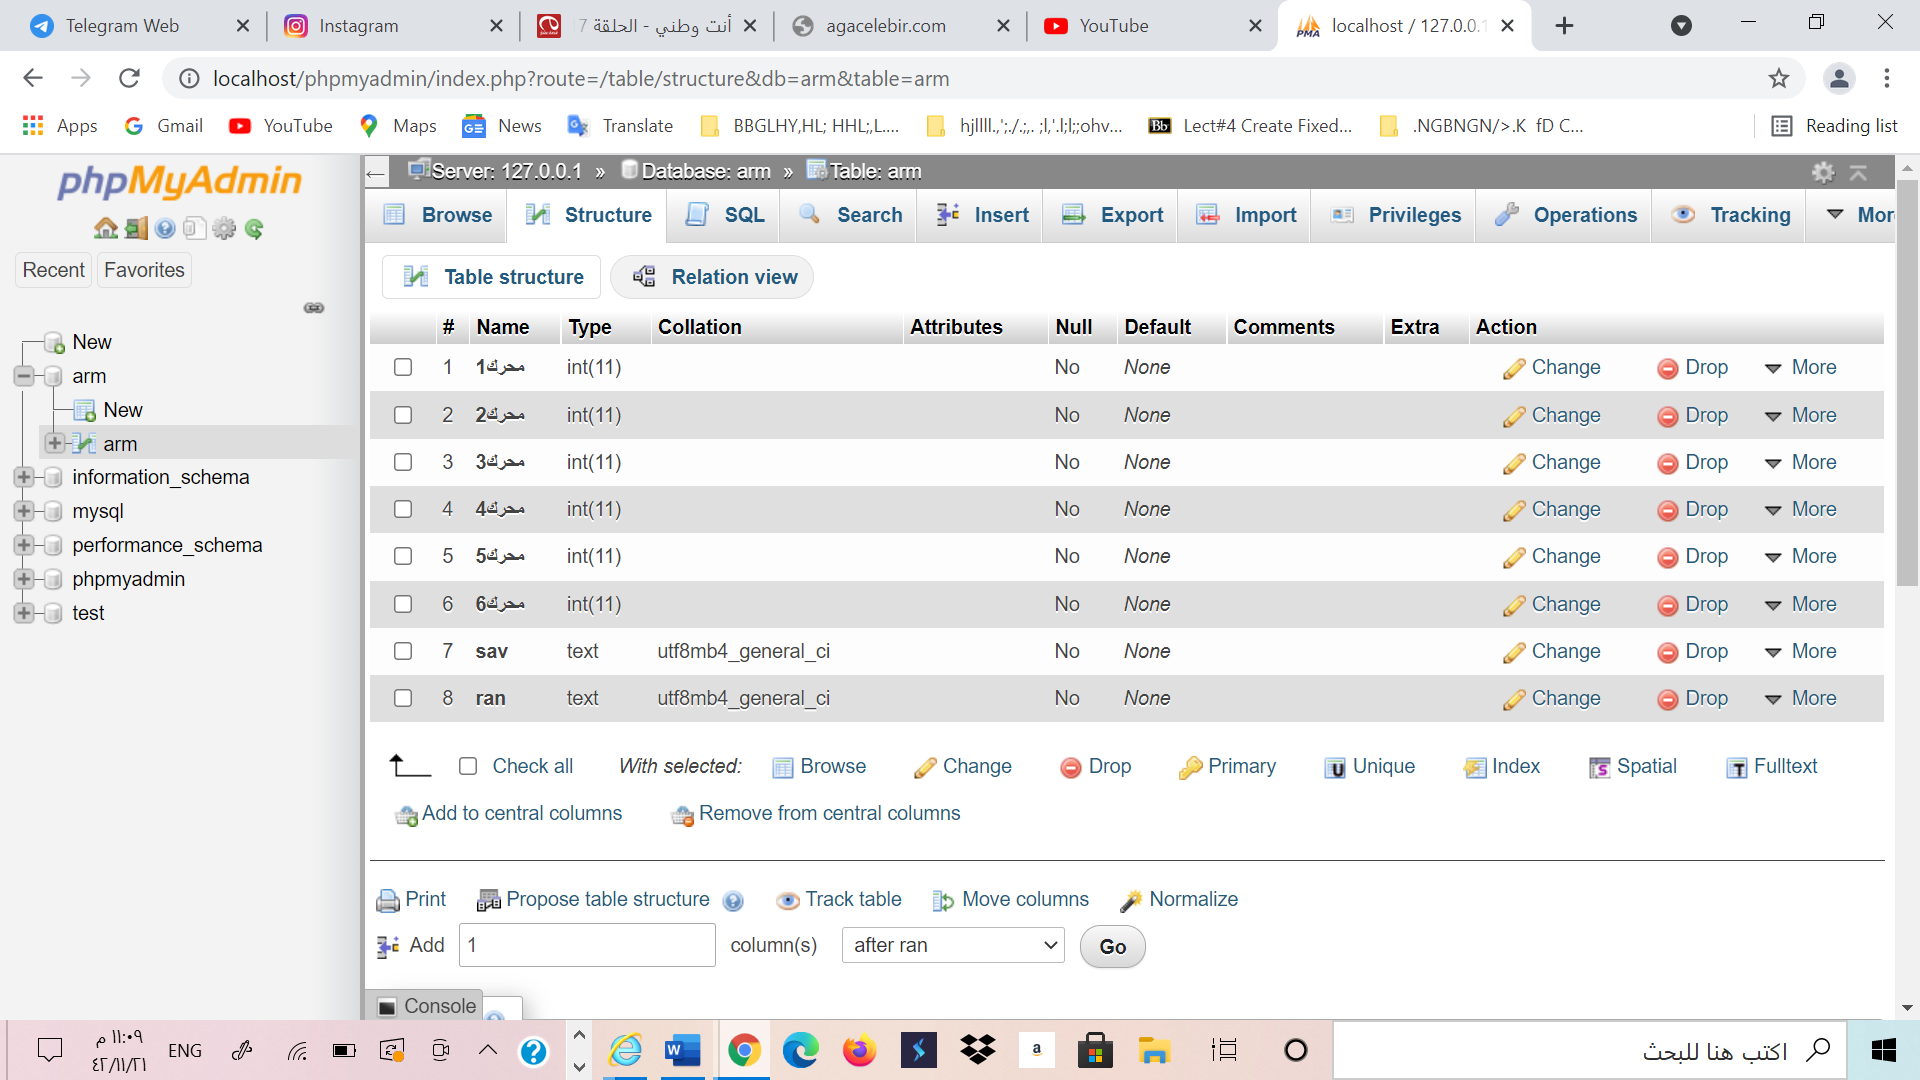 Telegram Web
Instagram
أنت وطني - الحلقة 7
agacelebir.com
YouTube
localhost / 127.0.0.1
localhost/phpmyadmin/index.php?route=/table/structure&db=arm&table=arm
Apps
Gmail
YouTube
Maps
News
Translate
BBGLHY,HL; HHL;,L....
hjllll.,';./.;,. ;l,'.l;l;;ohv...
Lect#4 Create Fixed...
.NGBNGN/>.K fD C...
Reading list
phpMyAdmin
Recent
Favorites
New
arm
New
arm
information_schema
mysql
performance_schema
phpmyadmin
test
Server: 127.0.0.1 » Database: arm » Table: arm
Browse Structure SQL Search Insert Export Import Privileges Operations Tracking Mor
Table structure Relation view
# Name Type Collation Attributes Null Default Comments Extra Action
1 محرك1 int(11) No None Change Drop More
2 محرك2 int(11) No None Change Drop More
3 محرك3 int(11) No None Change Drop More
4 محرك4 int(11) No None Change Drop More
5 محرك5 int(11) No None Change Drop More
6 محرك6 int(11) No None Change Drop More
7 sav text utf8mb4_general_ci No None Change Drop More
8 ran text utf8mb4_general_ci No None Change Drop More
Check all With selected: Browse Change Drop Primary Unique Index Spatial Fulltext
Add to central columns Remove from central columns
Print Propose table structure Track table Move columns Normalize
Add 1 column(s) after ran Go
Console
١١:٠٩ م
٤٢/١١/٢١
ENG
اكتب هنا للبحث